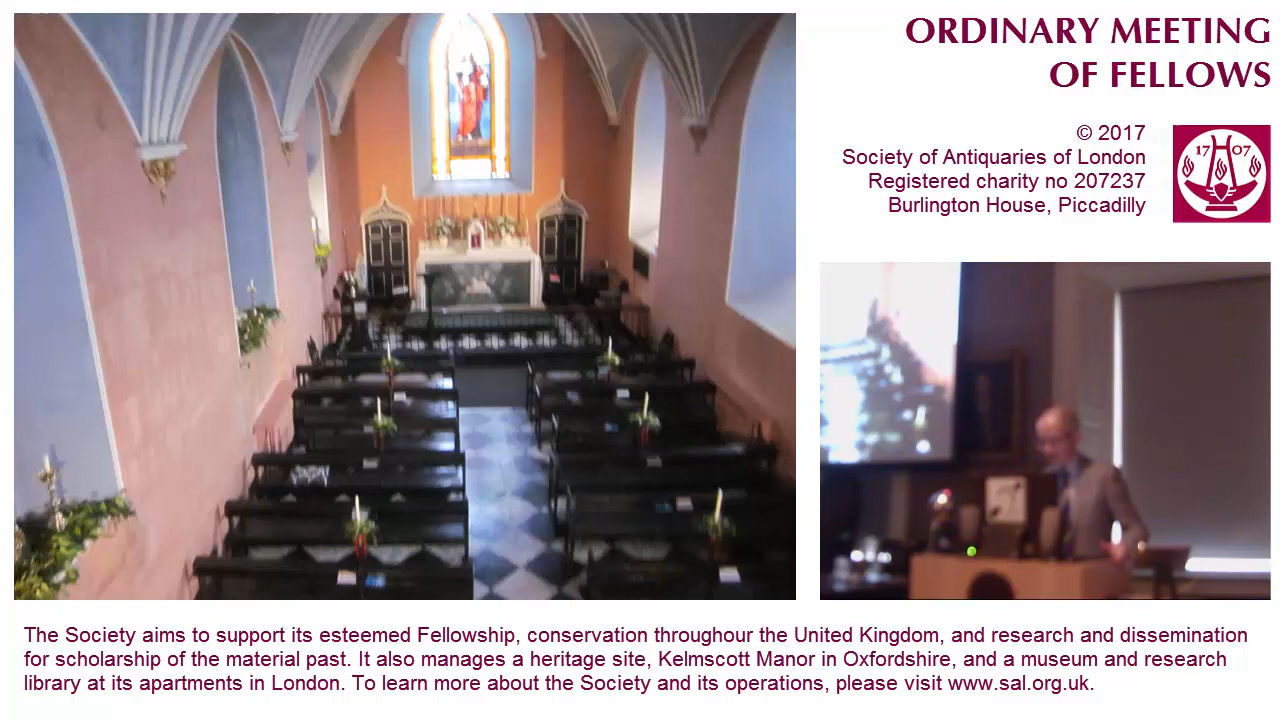 ORDINARY MEETING
OF FELLOWS
© 2017
Society of Antiquaries of London
Registered charity no 207237
Burlington House, Piccadilly
17 07
The Society aims to support its esteemed Fellowship, conservation throughour the United Kingdom, and research and dissemination
for scholarship of the material past. It also manages a heritage site, Kelmscott Manor in Oxfordshire, and a museum and research
library at its apartments in London. To learn more about the Society and its operations, please visit www.sal.org.uk.